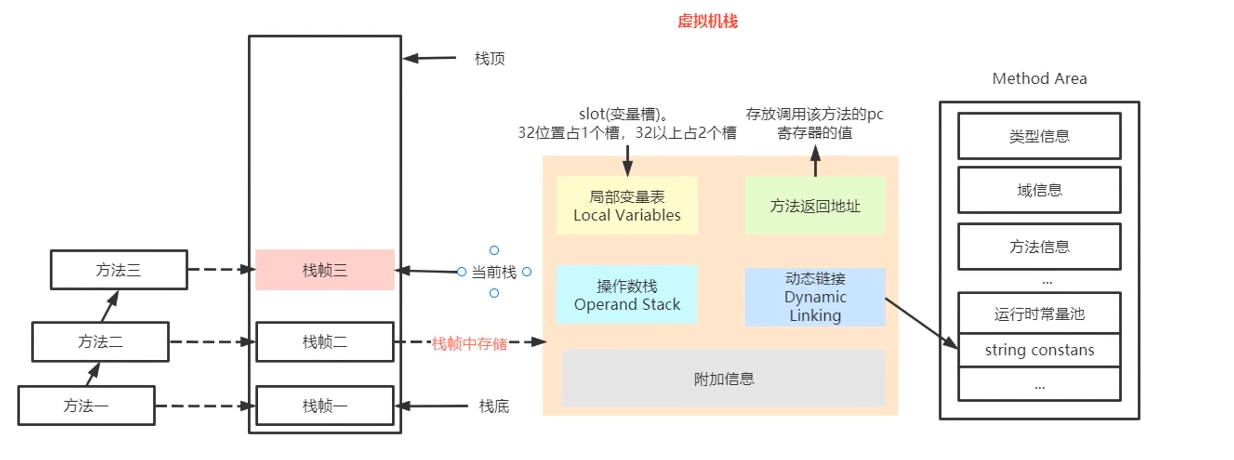 虚拟机栈
栈顶
Method Area
slot(变量槽)。
32位置占1个槽，32以上占2个槽
存放调用该方法的pc
寄存器的值
类型信息
局部变量表
Local Variables
方法返回地址
域信息
方法信息
...
方法三
栈帧三
当前栈
操作数栈
Operand Stack
动态链接
Dynamic
Linking
运行时常量池
string constans
...
方法二
栈帧二
栈帧中存储
附加信息
方法一
栈帧一
栈底